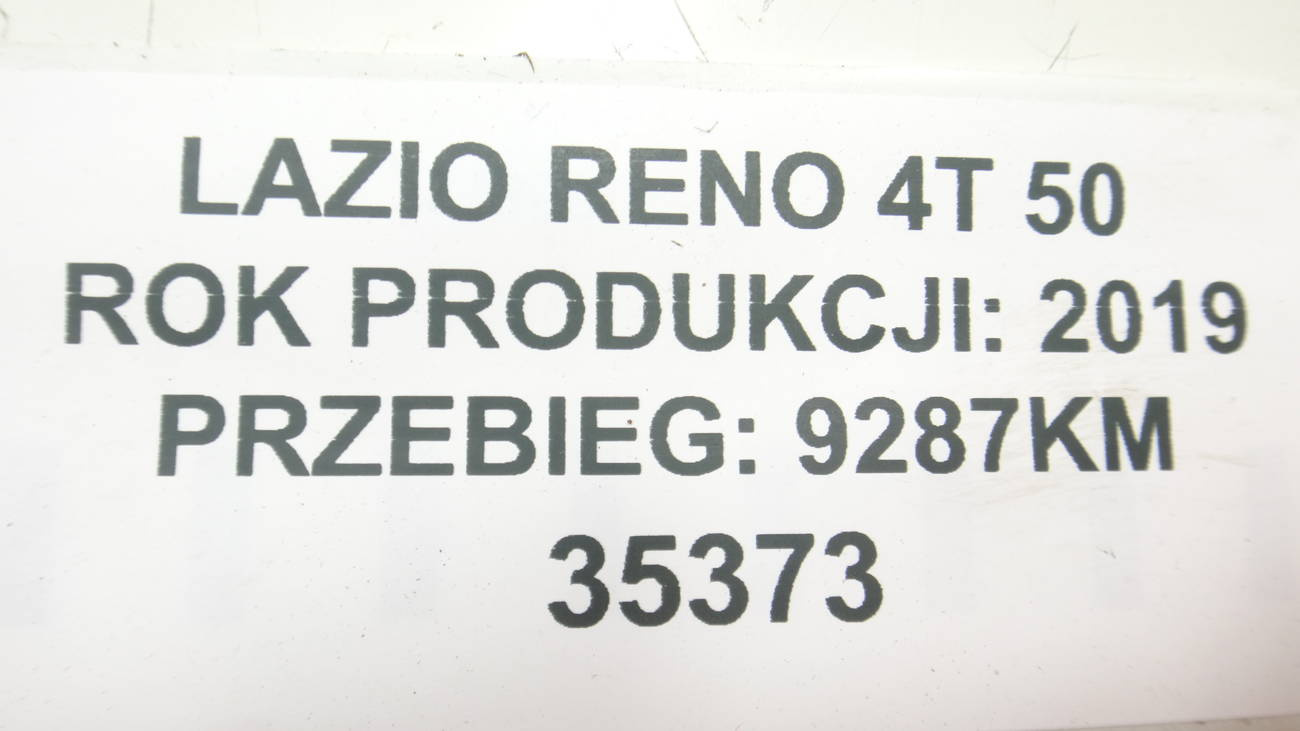 LAZIO RENO 4T 50
ROK PRODUKCJI: 2019
PRZEBIEG: 9287KM
35373